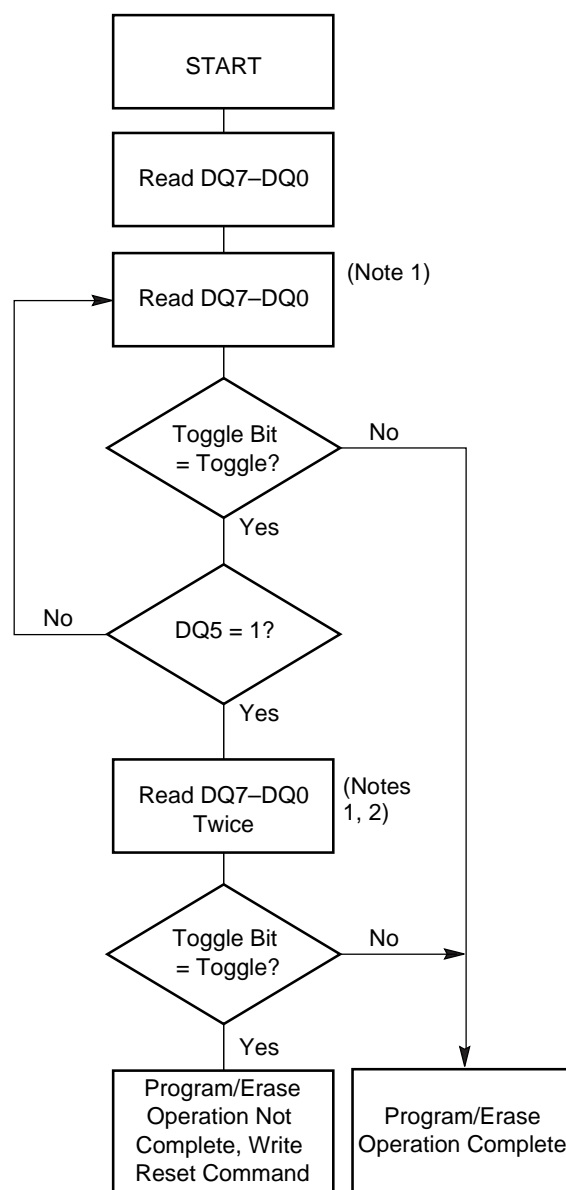 START
Read DQ7–DQ0
Read DQ7–DQ0
(Note 1)
Toggle Bit
= Toggle?
No
Yes
No
DQ5 = 1?
Yes
Read DQ7–DQ0
Twice
(Notes
1, 2)
Toggle Bit
= Toggle?
No
Yes
Program/Erase
Operation Not
Complete, Write
Reset Command
Program/Erase
Operation Complete